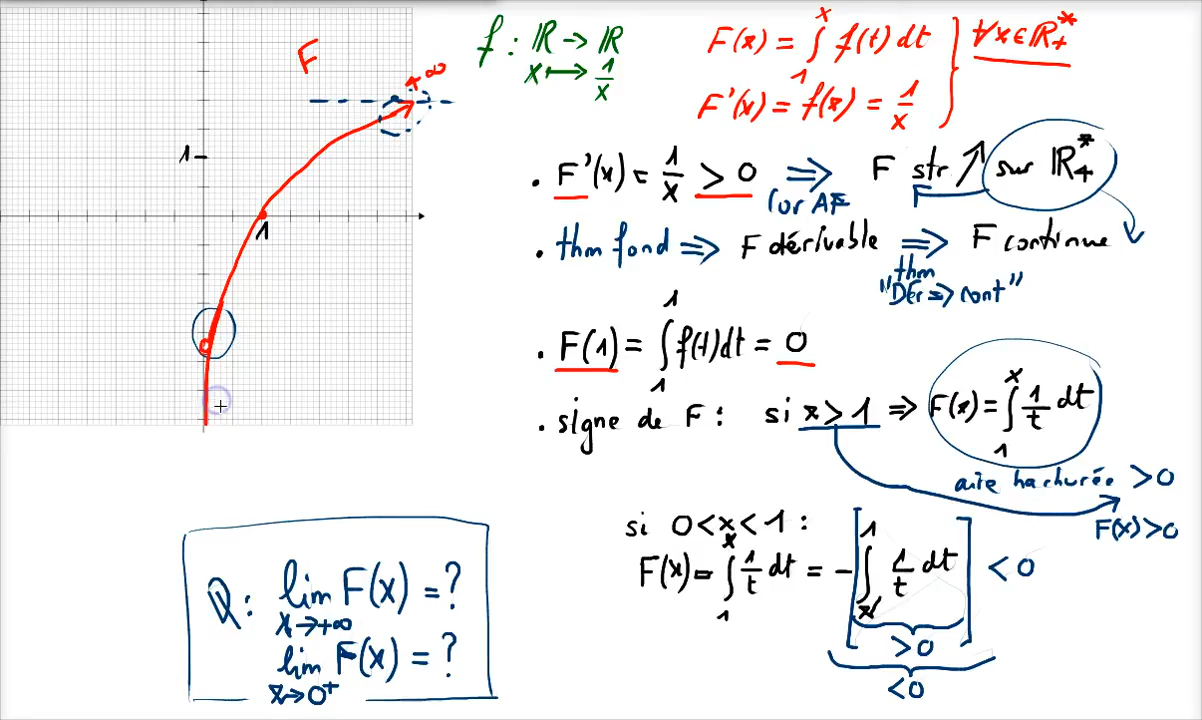 F
+∞
1
1
f : ℝ → ℝ
x ⟼ 1/x
F(x) = ∫₁ˣ f(t) dt
F'(x) = f(x) = 1/x
∀x∈ℝ₊*
. F'(x) = 1/x > 0 ⇒ F str ↗ sur ℝ₊*
cor AF
. thm fond ⇒ F dérivable ⇒ F continue
thm
"Dér ⇒ cont"
. F(1) = ∫₁¹ f(t)dt = 0
. signe de F : si x > 1 ⇒ F(x) = ∫₁ˣ 1/t dt
aire hachurée > 0
F(x) > 0
si 0 < x < 1 :
F(x) = ∫₁ˣ 1/t dt = - [∫ₓ¹ 1/t dt] < 0
> 0
< 0
Q : lim F(x) = ?
x → +∞
lim F(x) = ?
x → 0⁺